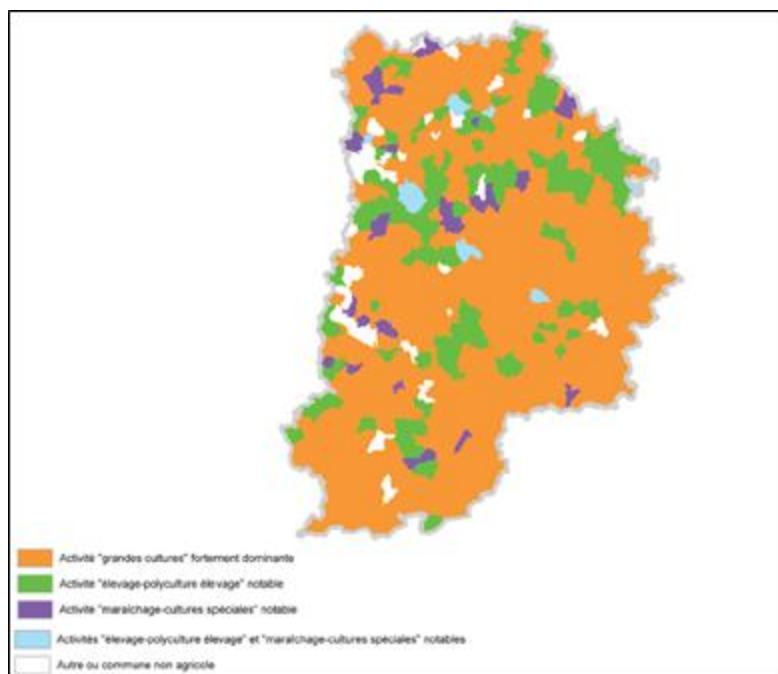 Activité "grandes cultures" fortement dominante
Activité "élevage-polyculture élevage" notable
Activité "maraîchage-cultures spéciales" notable
Activités "élevage-polyculture élevage" et "maraîchage-cultures spéciales" notables
Autre ou commune non agricole